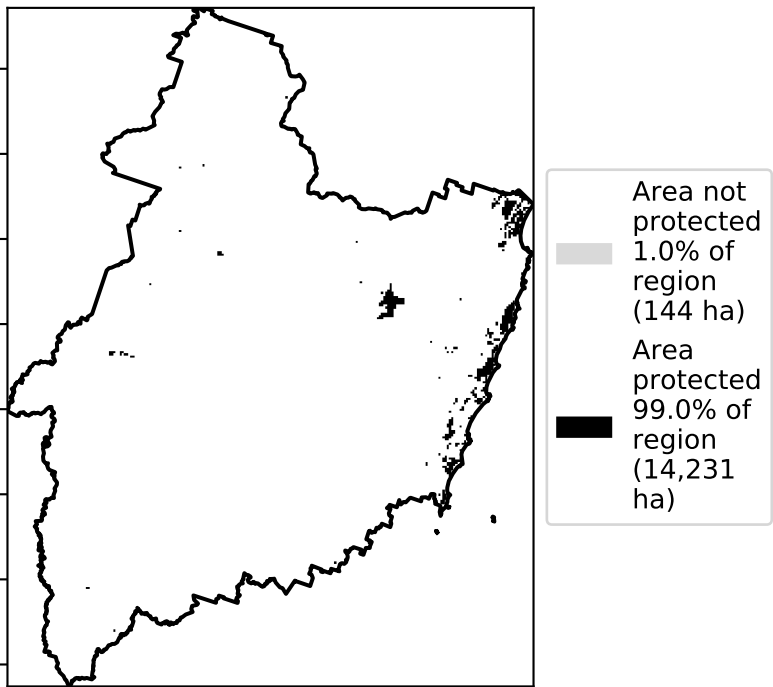 Area not
protected
1.0% of
region
(144 ha)
Area
protected
99.0% of
region
(14,231
ha)